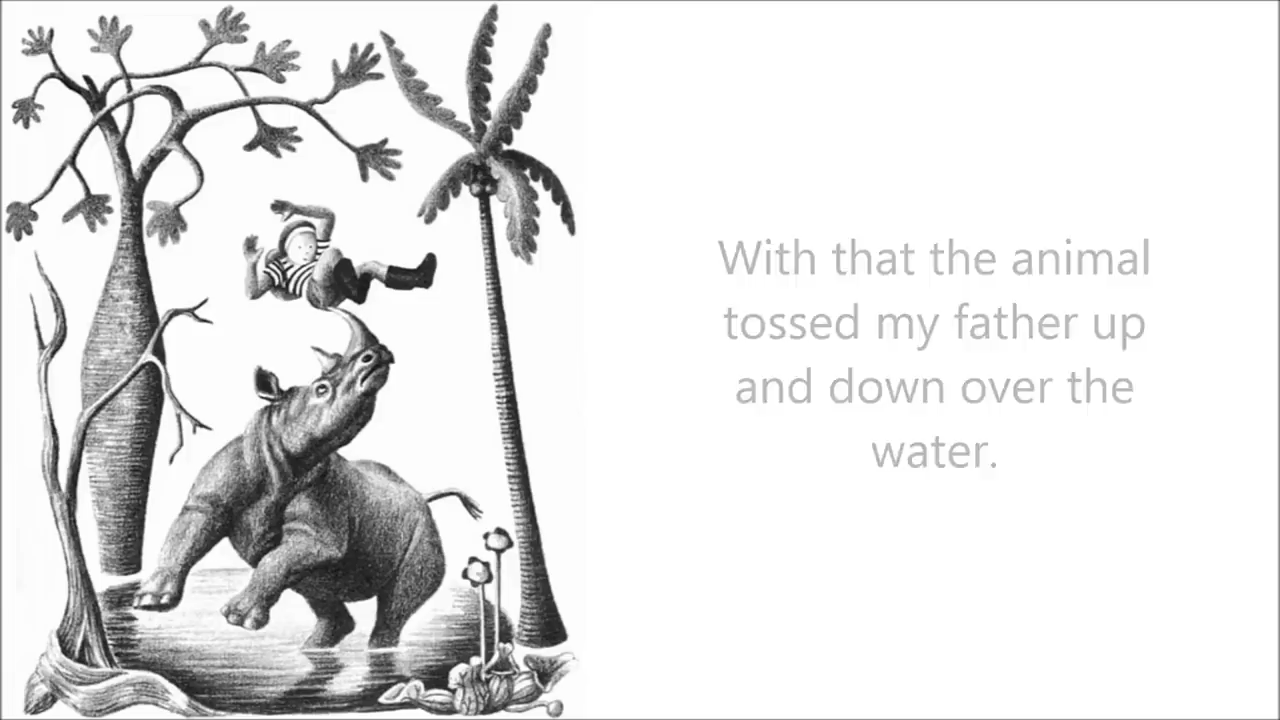 With that the animal
tossed my father up
and down over the
water.